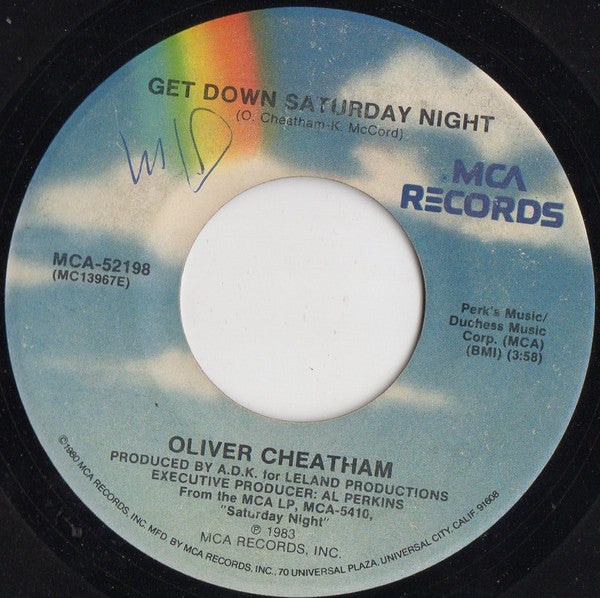 GET DOWN SATURDAY NIGHT
(O. Cheatham-K. McCord)
MCA
RECORDS
MCA-52198
(MC13967E)
Perk's Music/
Duchess Music
Corp. (MCA)
(BMI) (3:58)
OLIVER CHEATHAM
PRODUCED BY A.D.K. for LELAND PRODUCTIONS
EXECUTIVE PRODUCER: AL PERKINS
From the MCA LP, MCA-5410,
"Saturday Night"
℗ 1983
MCA RECORDS, INC.
©1980 MCA RECORDS, INC. MFD. BY MCA RECORDS, INC., 70 UNIVERSAL PLAZA, UNIVERSAL CITY, CALIF. 91608